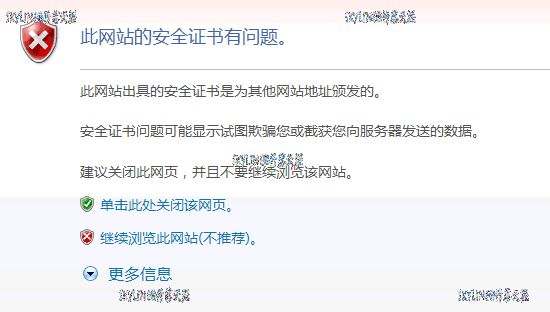 此网站的安全证书有问题。
此网站出具的安全证书是为其他网站地址颁发的。
安全证书问题可能显示试图欺骗您或截获您向服务器发送的数据。
建议关闭此网页，并且不要继续浏览该网站。
单击此处关闭该网页。
继续浏览此网站(不推荐)。
更多信息